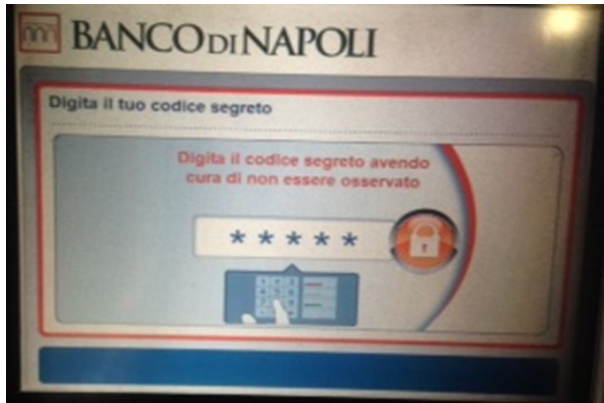 BANCO DI NAPOLI
Digita il tuo codice segreto
Digita il codice segreto avendo
cura di non essere osservato
*****